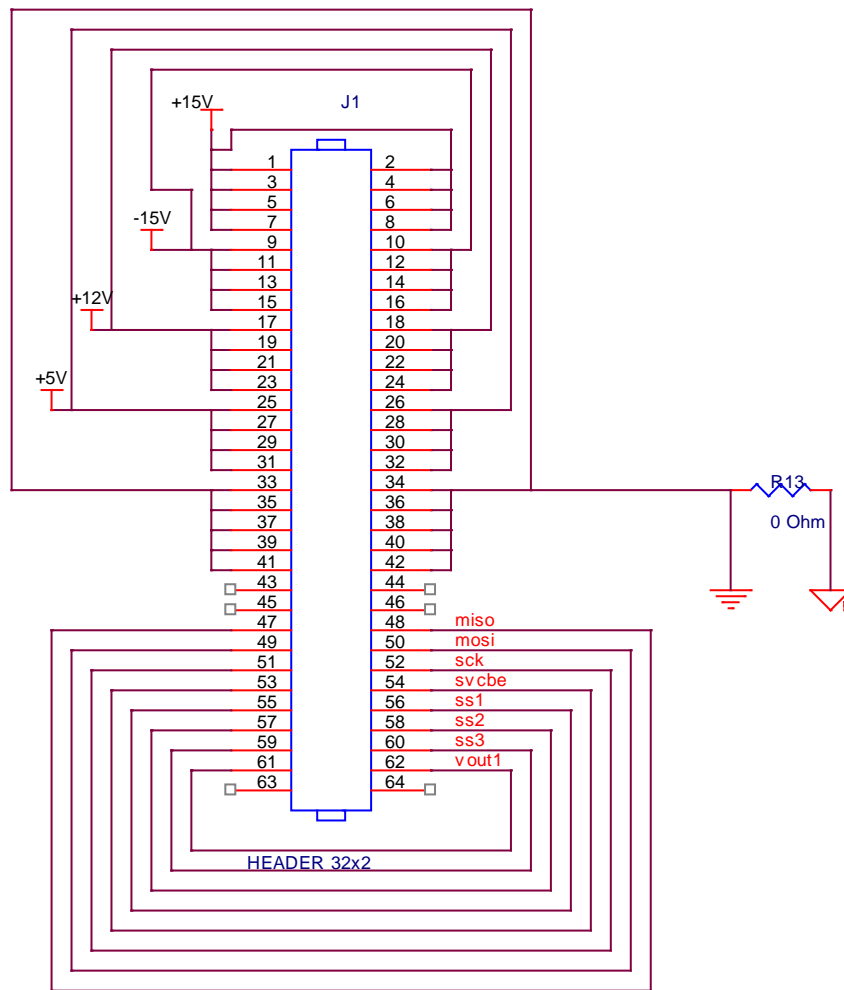 +15V
J1
1 2
3 4
5 6
7 8
-15V
9 10
11 12
13 14
15 16
+12V
17 18
19 20
21 22
23 24
+5V
25 26
27 28
29 30
31 32
33 34
R13
35 36
37 38
0 Ohm
39 40
41 42
43 44
45 46
47 48 miso
49 50 mosi
51 52 sck
53 54 svcbe
55 56 ss1
57 58 ss2
59 60 ss3
61 62 vout1
63 64
HEADER 32x2